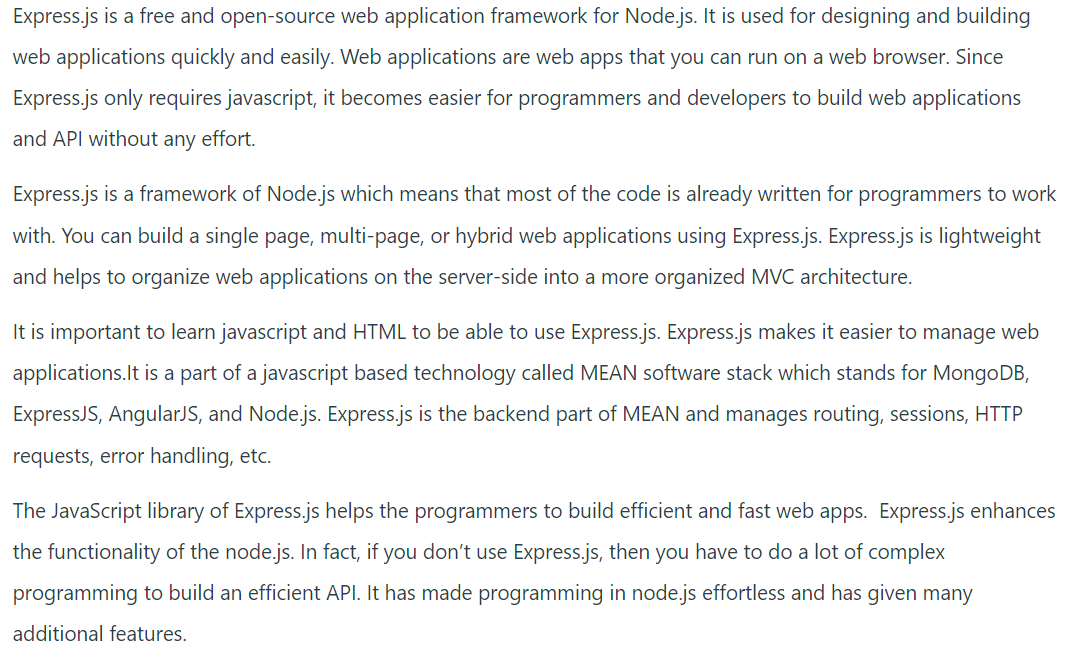 Express.js is a free and open-source web application framework for Node.js. It is used for designing and building
web applications quickly and easily. Web applications are web apps that you can run on a web browser. Since
Express.js only requires javascript, it becomes easier for programmers and developers to build web applications
and API without any effort.
Express.js is a framework of Node.js which means that most of the code is already written for programmers to work
with. You can build a single page, multi-page, or hybrid web applications using Express.js. Express.js is lightweight
and helps to organize web applications on the server-side into a more organized MVC architecture.
It is important to learn javascript and HTML to be able to use Express.js. Express.js makes it easier to manage web
applications.It is a part of a javascript based technology called MEAN software stack which stands for MongoDB,
ExpressJS, AngularJS, and Node.js. Express.js is the backend part of MEAN and manages routing, sessions, HTTP
requests, error handling, etc.
The JavaScript library of Express.js helps the programmers to build efficient and fast web apps.  Express.js enhances
the functionality of the node.js. In fact, if you don’t use Express.js, then you have to do a lot of complex
programming to build an efficient API. It has made programming in node.js effortless and has given many
additional features.